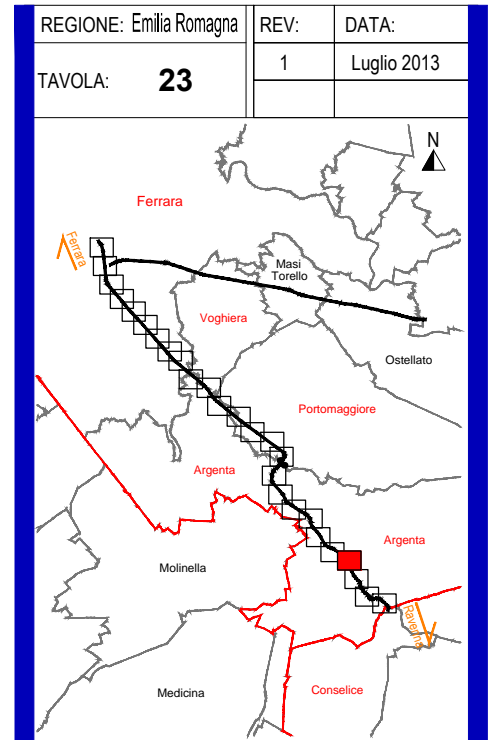 REGIONE: Emilia Romagna REV: DATA:
TAVOLA: 23 1 Luglio 2013
N
Ferrara
Ferrara
Masi
Torello
Voghiera
Ostellato
Portomaggiore
Argenta
Argenta
Molinella
Ravenna
Medicina
Conselice